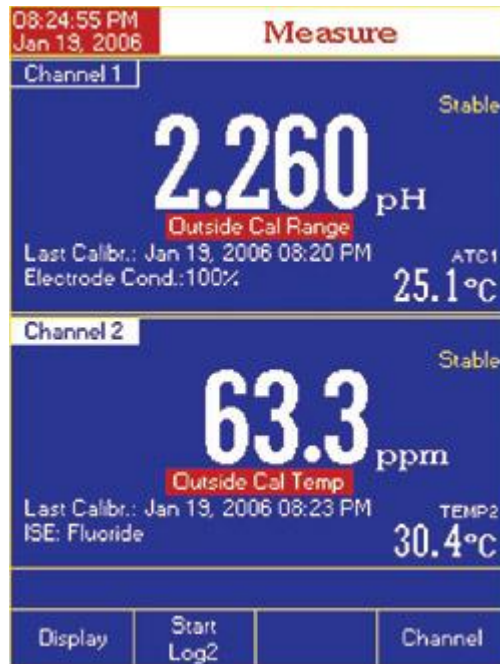 08:24:55 PM
Jan 19, 2006
Measure
Channel 1
Stable
2.260 pH
Outside Cal Range
Last Calibr.: Jan 19, 2006 08:20 PM
Electrode Cond.:100%
ATC1
25.1°C
Channel 2
Stable
63.3 ppm
Outside Cal Temp
Last Calibr.: Jan 19, 2006 08:23 PM
ISE: Fluoride
TEMP2
30.4°C
Display
Start
Log2
Channel